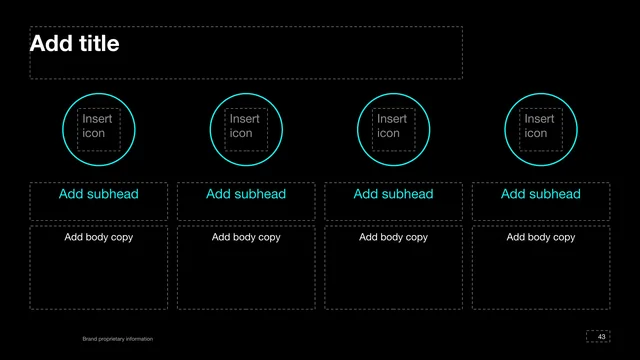 Add title
Insert
icon
Insert
icon
Insert
icon
Insert
icon
Add subhead
Add subhead
Add subhead
Add subhead
Add body copy
Add body copy
Add body copy
Add body copy
Brand proprietary information
43